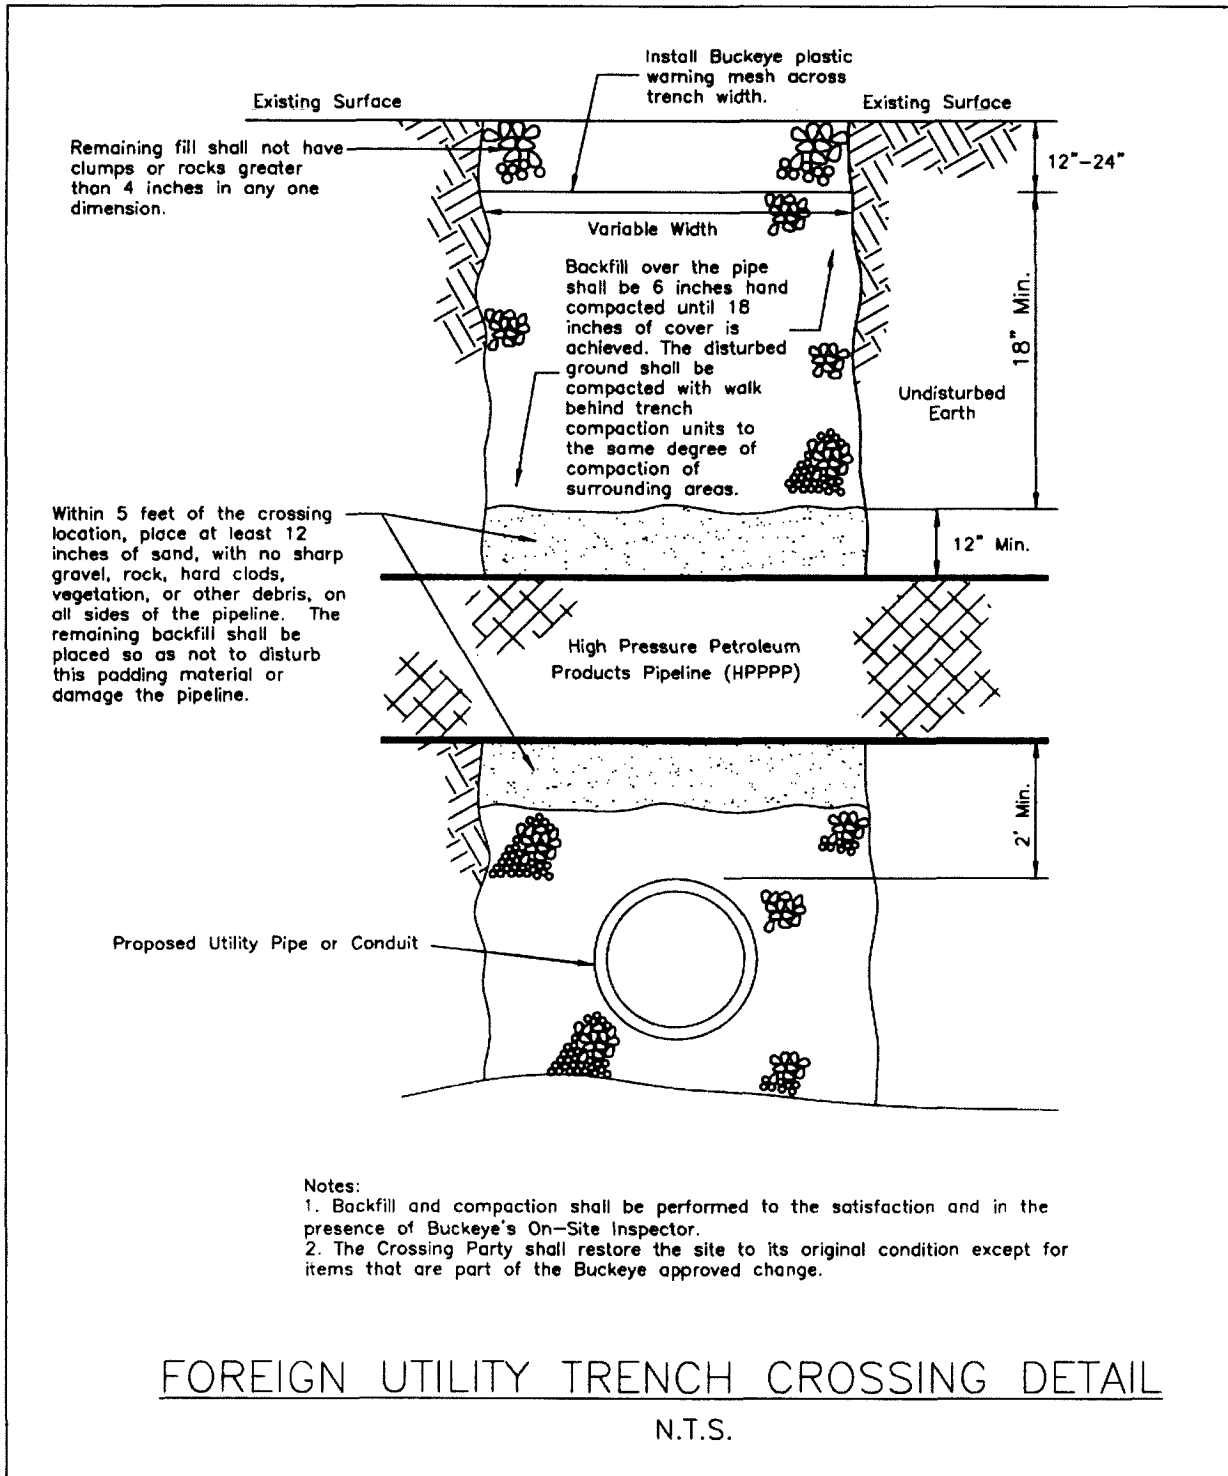 Install Buckeye plastic
warning mesh across
trench width.
Existing Surface
Existing Surface
Remaining fill shall not have
clumps or rocks greater
than 4 inches in any one
dimension.
12"-24"
Variable Width
Backfill over the pipe
shall be 6 inches hand
compacted until 18
inches of cover is
achieved. The disturbed
ground shall be
compacted with walk
behind trench
compaction units to
the same degree of
compaction of
surrounding areas.
18" Min.
Undisturbed
Earth
Within 5 feet of the crossing
location, place at least 12
inches of sand, with no sharp
gravel, rock, hard clods,
vegetation, or other debris, on
all sides of the pipeline. The
remaining backfill shall be
placed so as not to disturb
this padding material or
damage the pipeline.
12" Min.
High Pressure Petroleum
Products Pipeline (HPPPP)
2' Min.
Proposed Utility Pipe or Conduit
Notes:
1. Backfill and compaction shall be performed to the satisfaction and in the
presence of Buckeye's On-Site Inspector.
2. The Crossing Party shall restore the site to its original condition except for
items that are part of the Buckeye approved change.
FOREIGN UTILITY TRENCH CROSSING DETAIL
N.T.S.